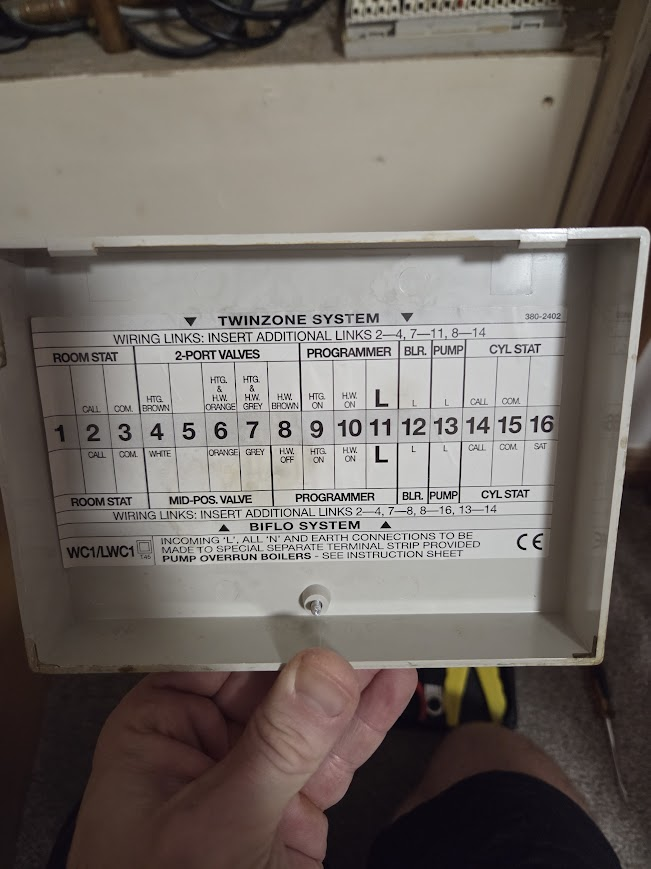 ▼ TWINZONE SYSTEM ▼ 380-2402
WIRING LINKS: INSERT ADDITIONAL LINKS 2—4, 7—11, 8—14
ROOM STAT 2-PORT VALVES PROGRAMMER BLR. PUMP CYL STAT
CALL COM. HTG. BROWN HTG. & H.W. ORANGE HTG. & H.W. GREY H.W. BROWN HTG. ON H.W. ON L L L CALL COM.
1 2 3 4 5 6 7 8 9 10 11 12 13 14 15 16
CALL COM. WHITE ORANGE GREY H.W. OFF HTG. ON H.W. ON L L L CALL COM. SAT
ROOM STAT MID-POS. VALVE PROGRAMMER BLR. PUMP CYL STAT
WIRING LINKS: INSERT ADDITIONAL LINKS 2—4, 7—8, 8—16, 13—14
▲ BIFLO SYSTEM ▲
WC1/LWC1 INCOMING 'L', ALL 'N' AND EARTH CONNECTIONS TO BE
MADE TO SPECIAL SEPARATE TERMINAL STRIP PROVIDED
PUMP OVERRUN BOILERS - SEE INSTRUCTION SHEET
CE